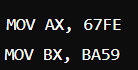 MOV AX, 67FE
MOV BX, BA59